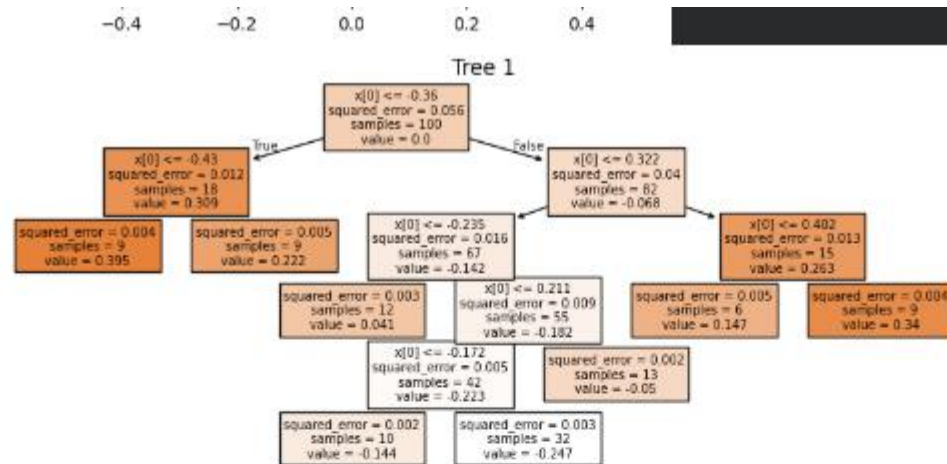 −0.4 −0.2 0.0 0.2 0.4
Tree 1
x[0] <= -0.36
squared_error = 0.056
samples = 100
value = 0.0
True
False
x[0] <= -0.43
squared_error = 0.012
samples = 18
value = 0.309
x[0] <= 0.322
squared_error = 0.04
samples = 82
value = -0.068
squared_error = 0.004
samples = 9
value = 0.395
squared_error = 0.005
samples = 9
value = 0.222
x[0] <= -0.235
squared_error = 0.016
samples = 67
value = -0.142
x[0] <= 0.402
squared_error = 0.013
samples = 15
value = 0.263
squared_error = 0.003
samples = 12
value = 0.041
x[0] <= 0.211
squared_error = 0.009
samples = 55
value = -0.182
squared_error = 0.005
samples = 6
value = 0.147
squared_error = 0.004
samples = 9
value = 0.34
x[0] <= -0.172
squared_error = 0.005
samples = 42
value = -0.223
squared_error = 0.002
samples = 13
value = -0.05
squared_error = 0.002
samples = 10
value = -0.144
squared_error = 0.003
samples = 32
value = -0.247